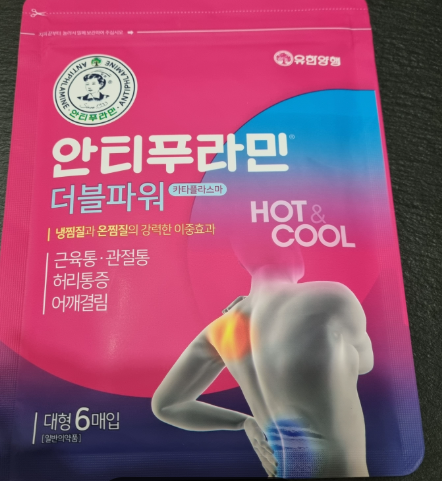 유한양행
ANTIPHLAMINE
ANTIPHLAMINE
안티푸라민
안티푸라민®
더블파워 카타플라스마
HOT &
COOL
냉찜질과 온찜질의 강력한 이중효과
근육통·관절통
허리통증
어깨결림
대형 6매입
[일반의약품]